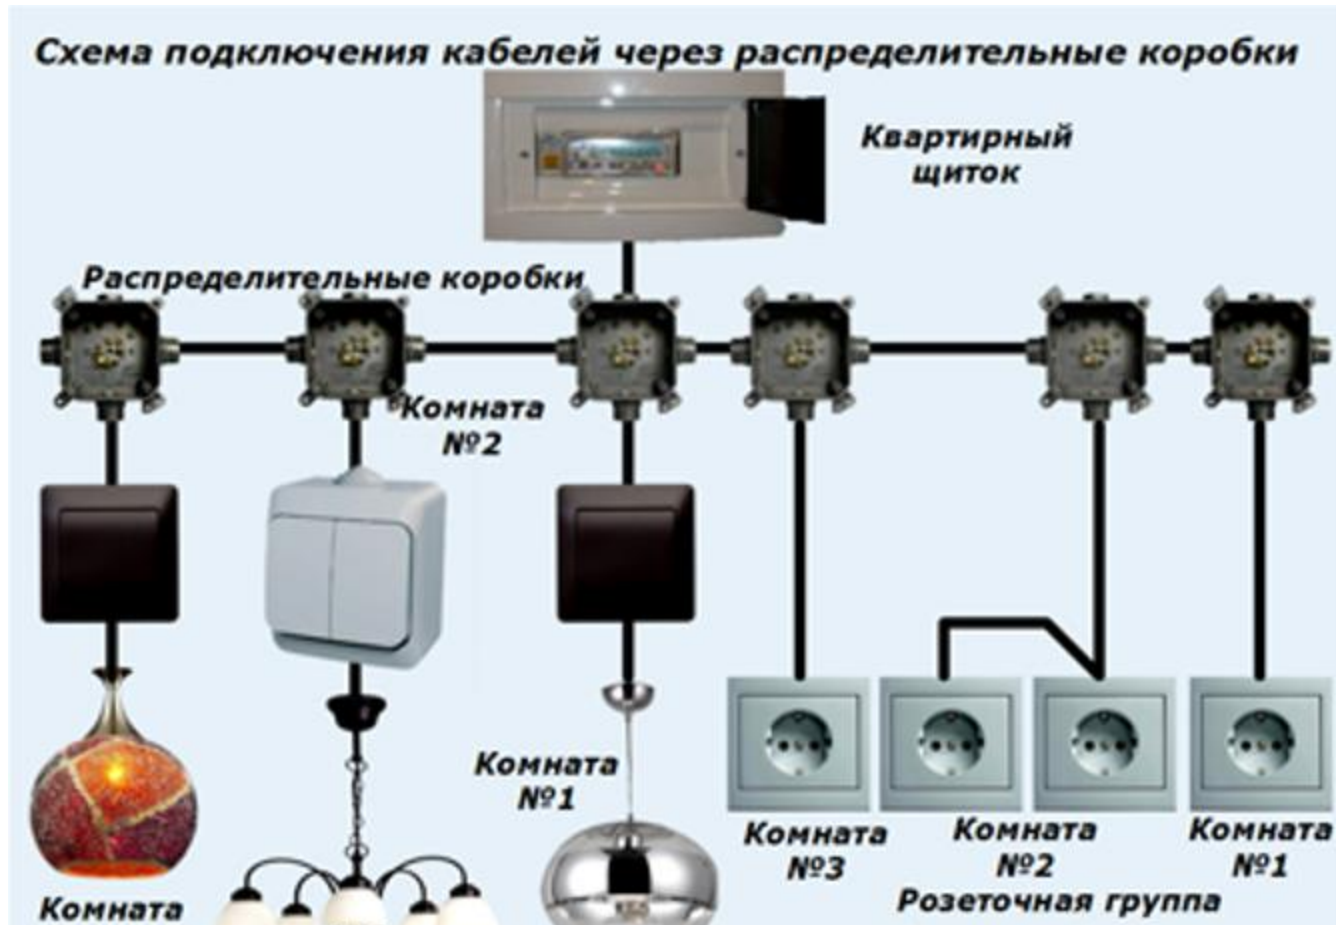 Схема подключения кабелей через распределительные коробки
Квартирный
щиток
Распределительные коробки
Комната
№2
Комната
№1
Комната
№3
Комната
№2
Комната
№1
Комната
Розеточная группа